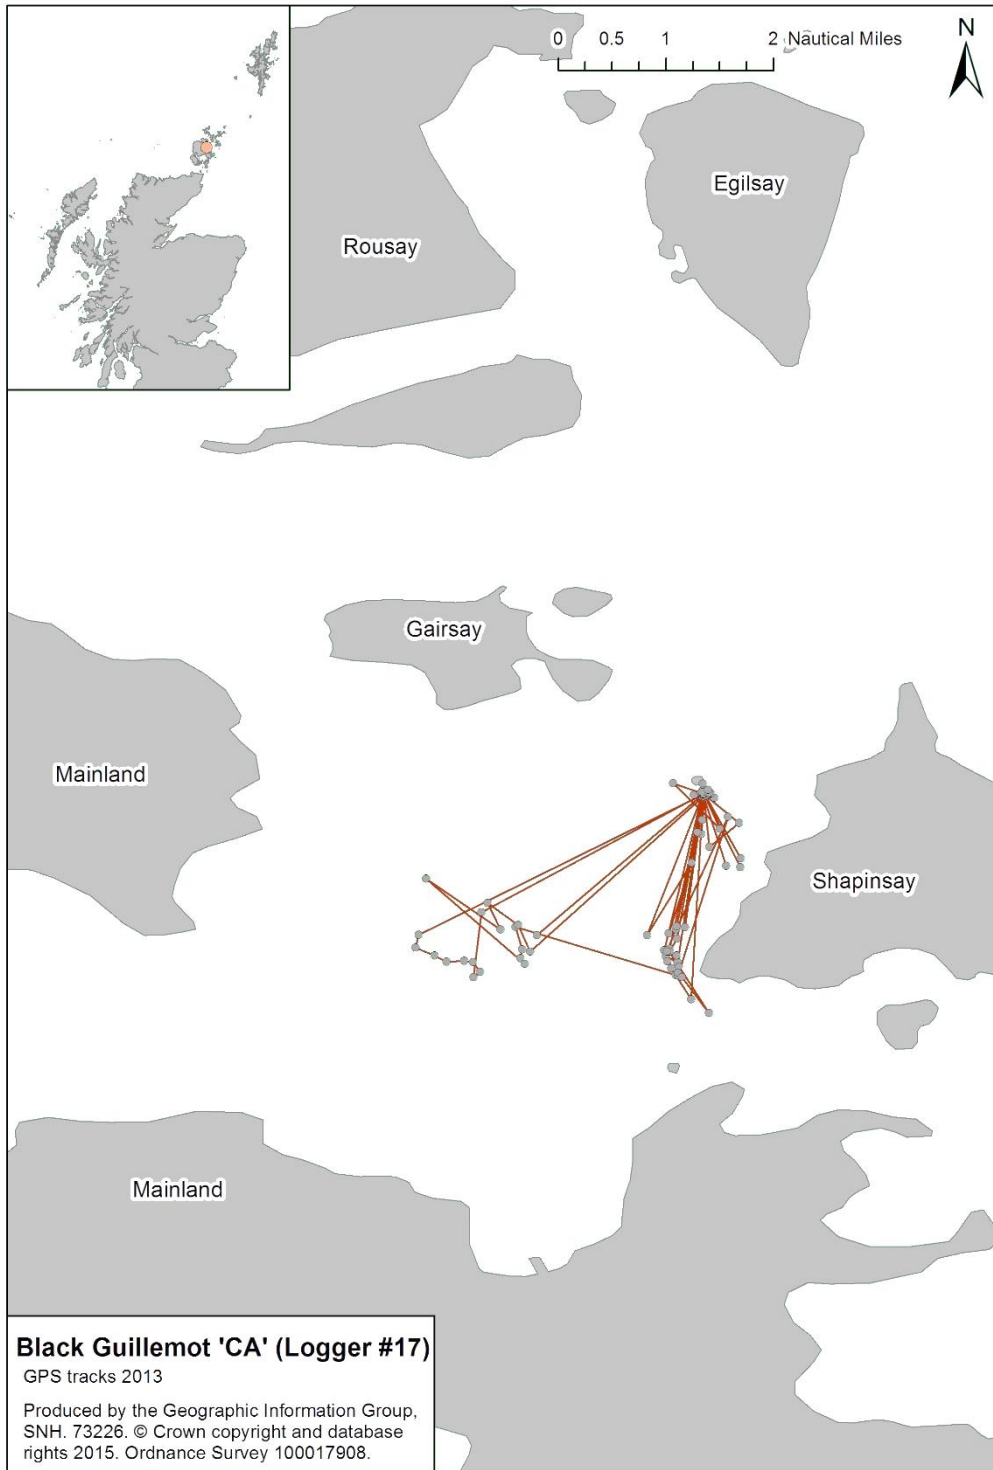 0 0.5 1 2 Nautical Miles
N
Egilsay
Rousay
Gairsay
Mainland
Shapinsay
Mainland
Black Guillemot 'CA' (Logger #17)
GPS tracks 2013
Produced by the Geographic Information Group,
SNH. 73226. © Crown copyright and database
rights 2015. Ordnance Survey 100017908.